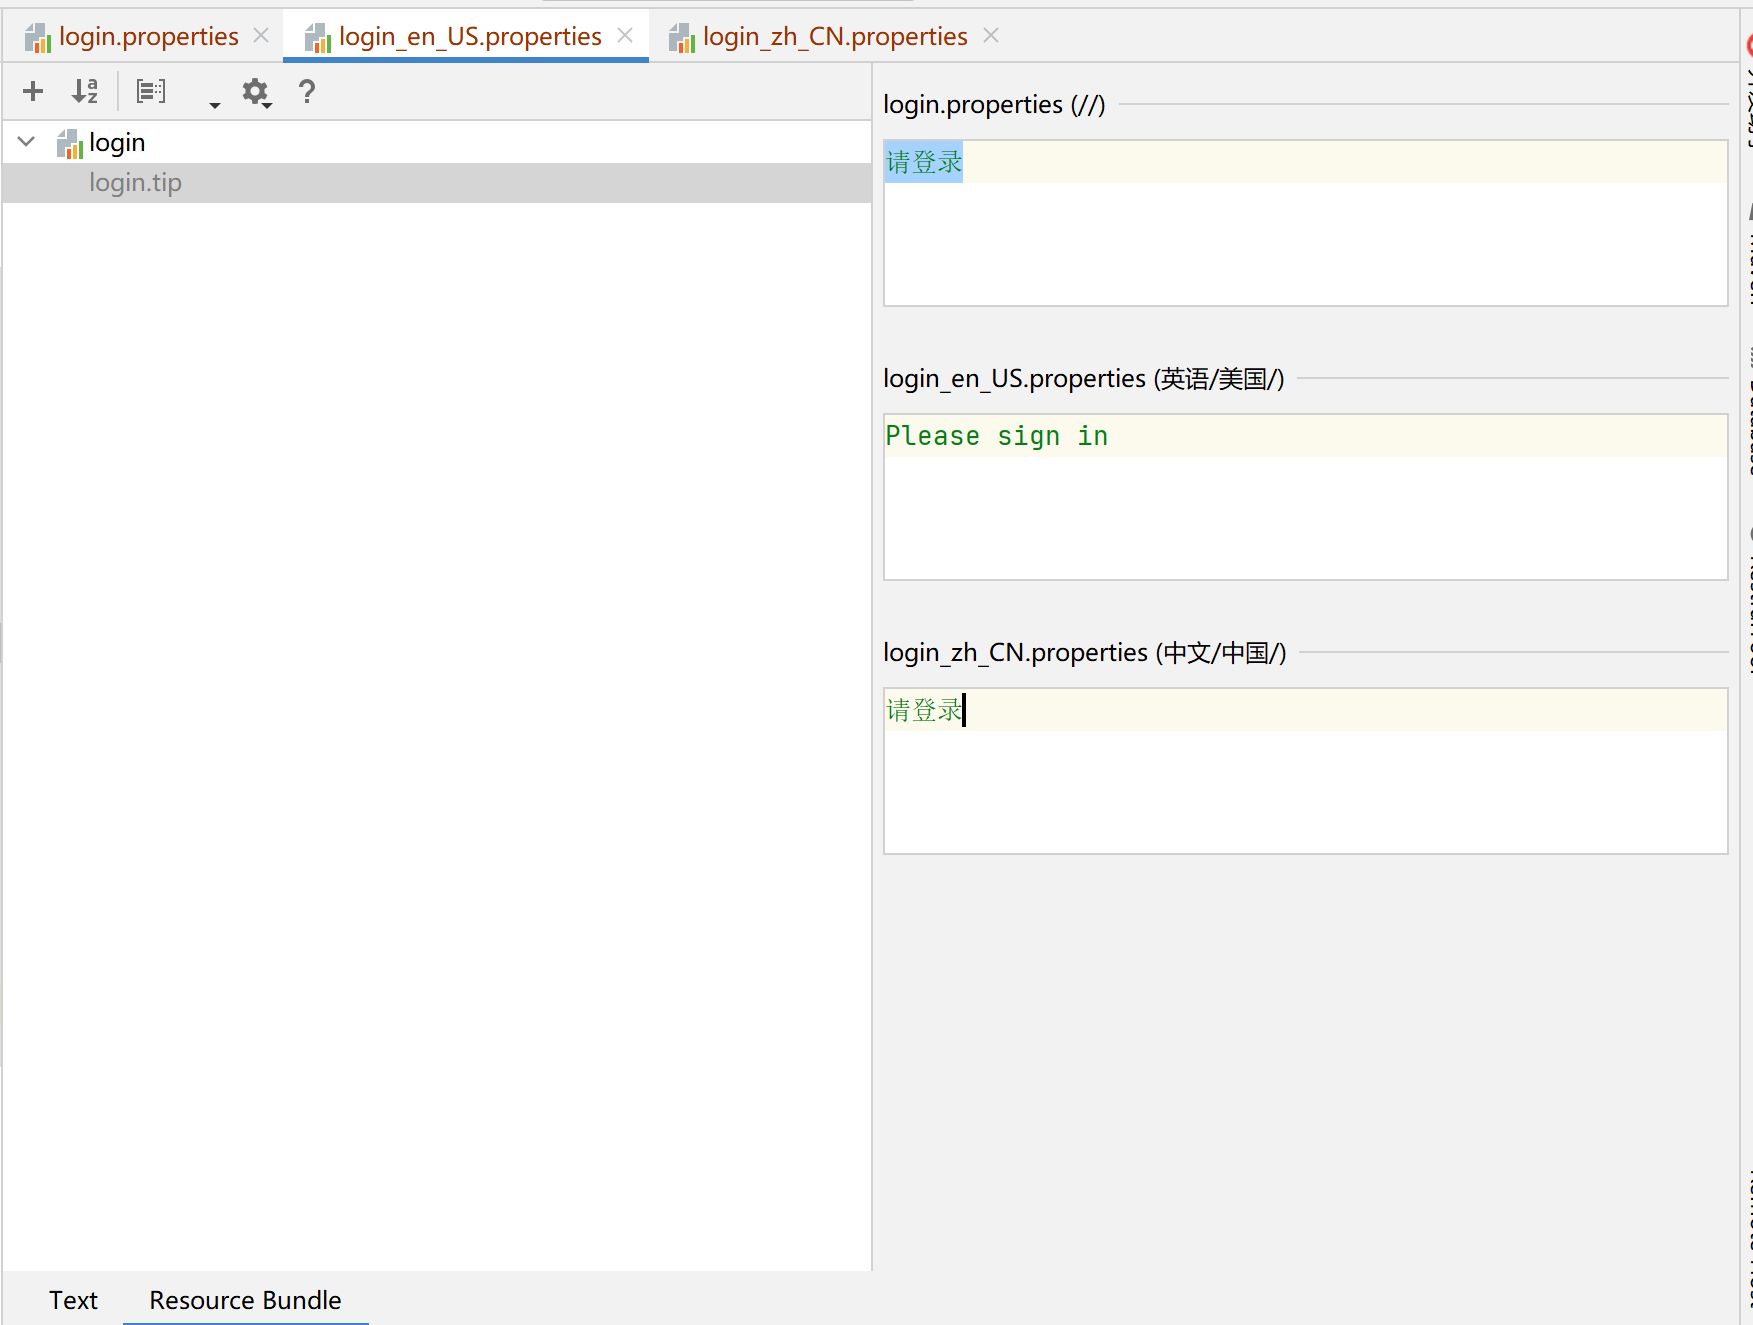 login.properties
login_en_US.properties
login_zh_CN.properties
login
login.tip
login.properties (//)
请登录
login_en_US.properties (英语/美国/)
Please sign in
login_zh_CN.properties (中文/中国/)
请登录
Text
Resource Bundle